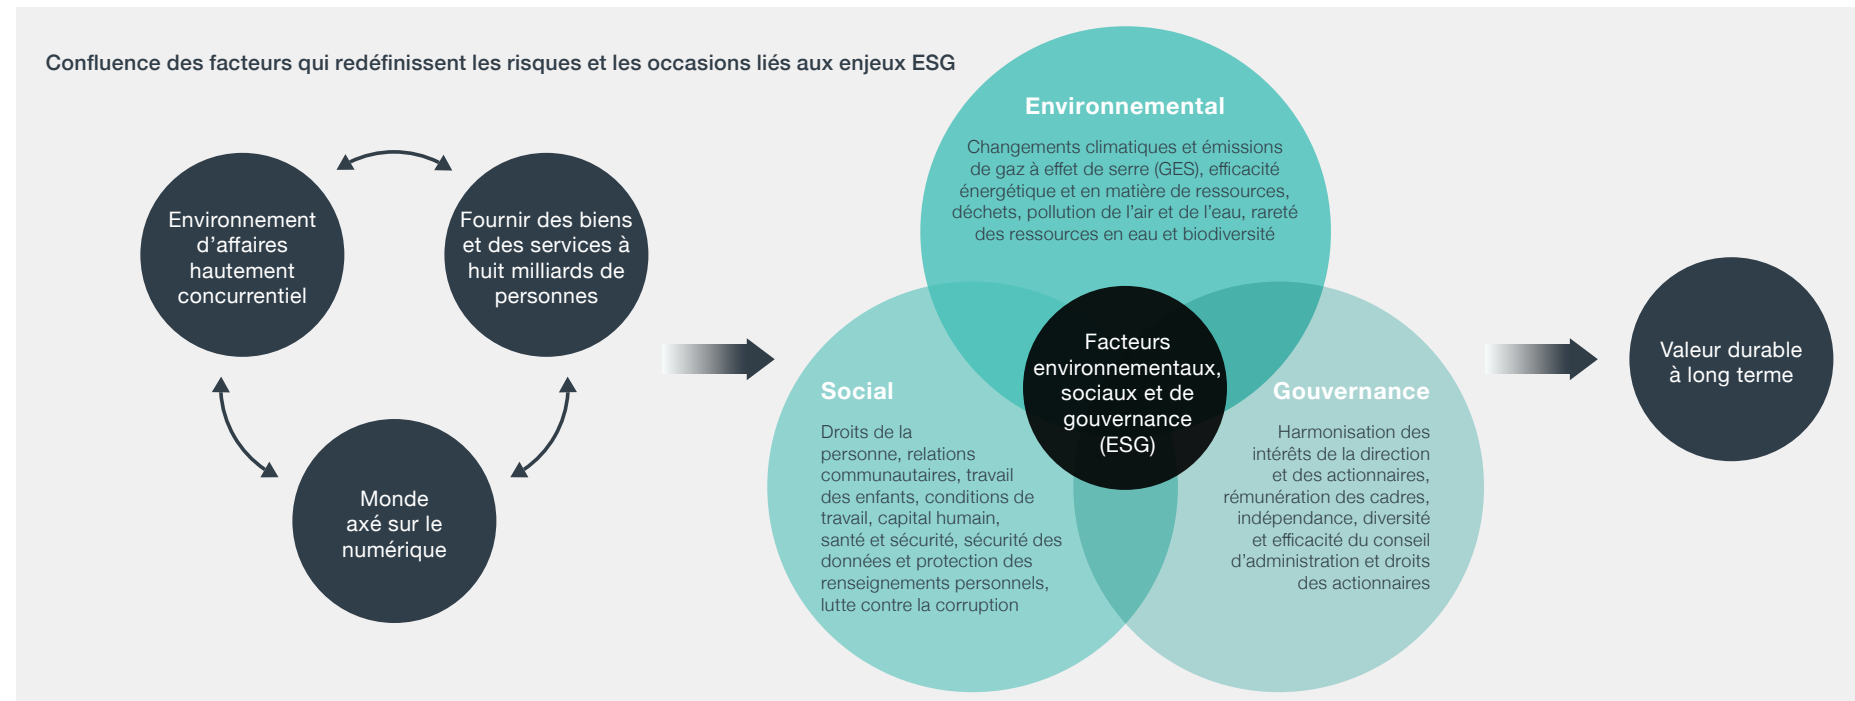 Confluence des facteurs qui redéfinissent les risques et les occasions liés aux enjeux ESG
Environnement
d’affaires
hautement
concurrentiel
Fournir des biens
et des services à
huit milliards de
personnes
Monde
axé sur le
numérique
Environnemental
Changements climatiques et émissions
de gaz à effet de serre (GES), efficacité
énergétique et en matière de ressources,
déchets, pollution de l’air et de l’eau, rareté
des ressources en eau et biodiversité
Social
Droits de la
personne, relations
communautaires, travail
des enfants, conditions de
travail, capital humain,
santé et sécurité, sécurité des
données et protection des
renseignements personnels,
lutte contre la corruption
Facteurs
environnementaux,
sociaux et de
gouvernance
(ESG)
Gouvernance
Harmonisation des
intérêts de la direction
et des actionnaires,
rémunération des cadres,
indépendance, diversité
et efficacité du conseil
d’administration et droits
des actionnaires
Valeur durable
à long terme